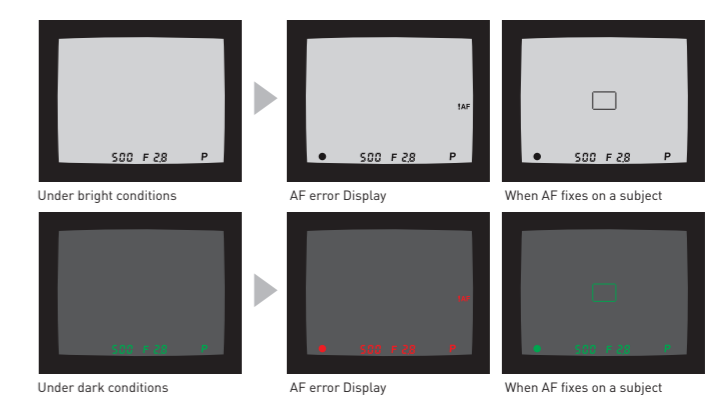 500 F 2.8 P
!AF
500 F 2.8 P
500 F 2.8 P
Under bright conditions
AF error Display
When AF fixes on a subject
500 F 2.8 P
!AF
500 F 2.8 P
500 F 2.8 P
Under dark conditions
AF error Display
When AF fixes on a subject